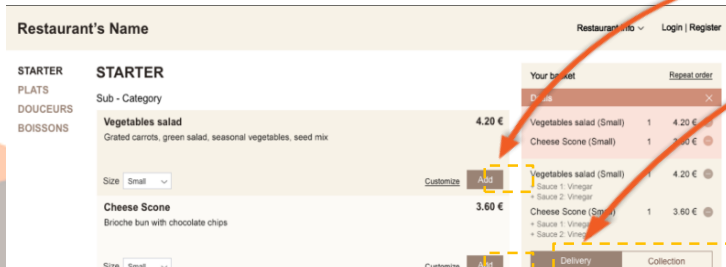 Restaurant's Name
Restaurant Info
Login | Register
STARTER
PLATS
DOUCEURS
BOISSONS
STARTER
Sub - Category
Vegetables salad 4.20 €
Grated carrots, green salad, seasonal vegetables, seed mix
Size Small Customize Add
Cheese Scone 3.60 €
Brioche bun with chocolate chips
Size Small Customize Add
Your basket Repeat order
Vegetables salad (Small) 1 4.20 €
Cheese Scone (Small) 1 3.60 €
Vegetables salad (Small) 1 4.20 €
+ Sauce 1: Vinegar
+ Sauce 2: Vinegar
Cheese Scone (Small) 1 3.60 €
+ Sauce 1: Vinegar
+ Sauce 2: Vinegar
Delivery Collection